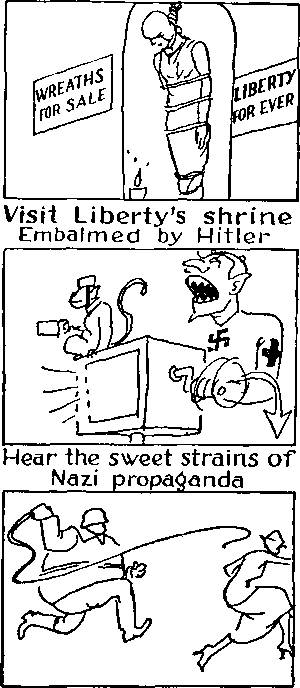 WREATHS
FOR SALE
LIBERTY
FOR EVER
Visit Liberty's shrine
Embalmed by Hitler
Hear the sweet strains of
Nazi propaganda